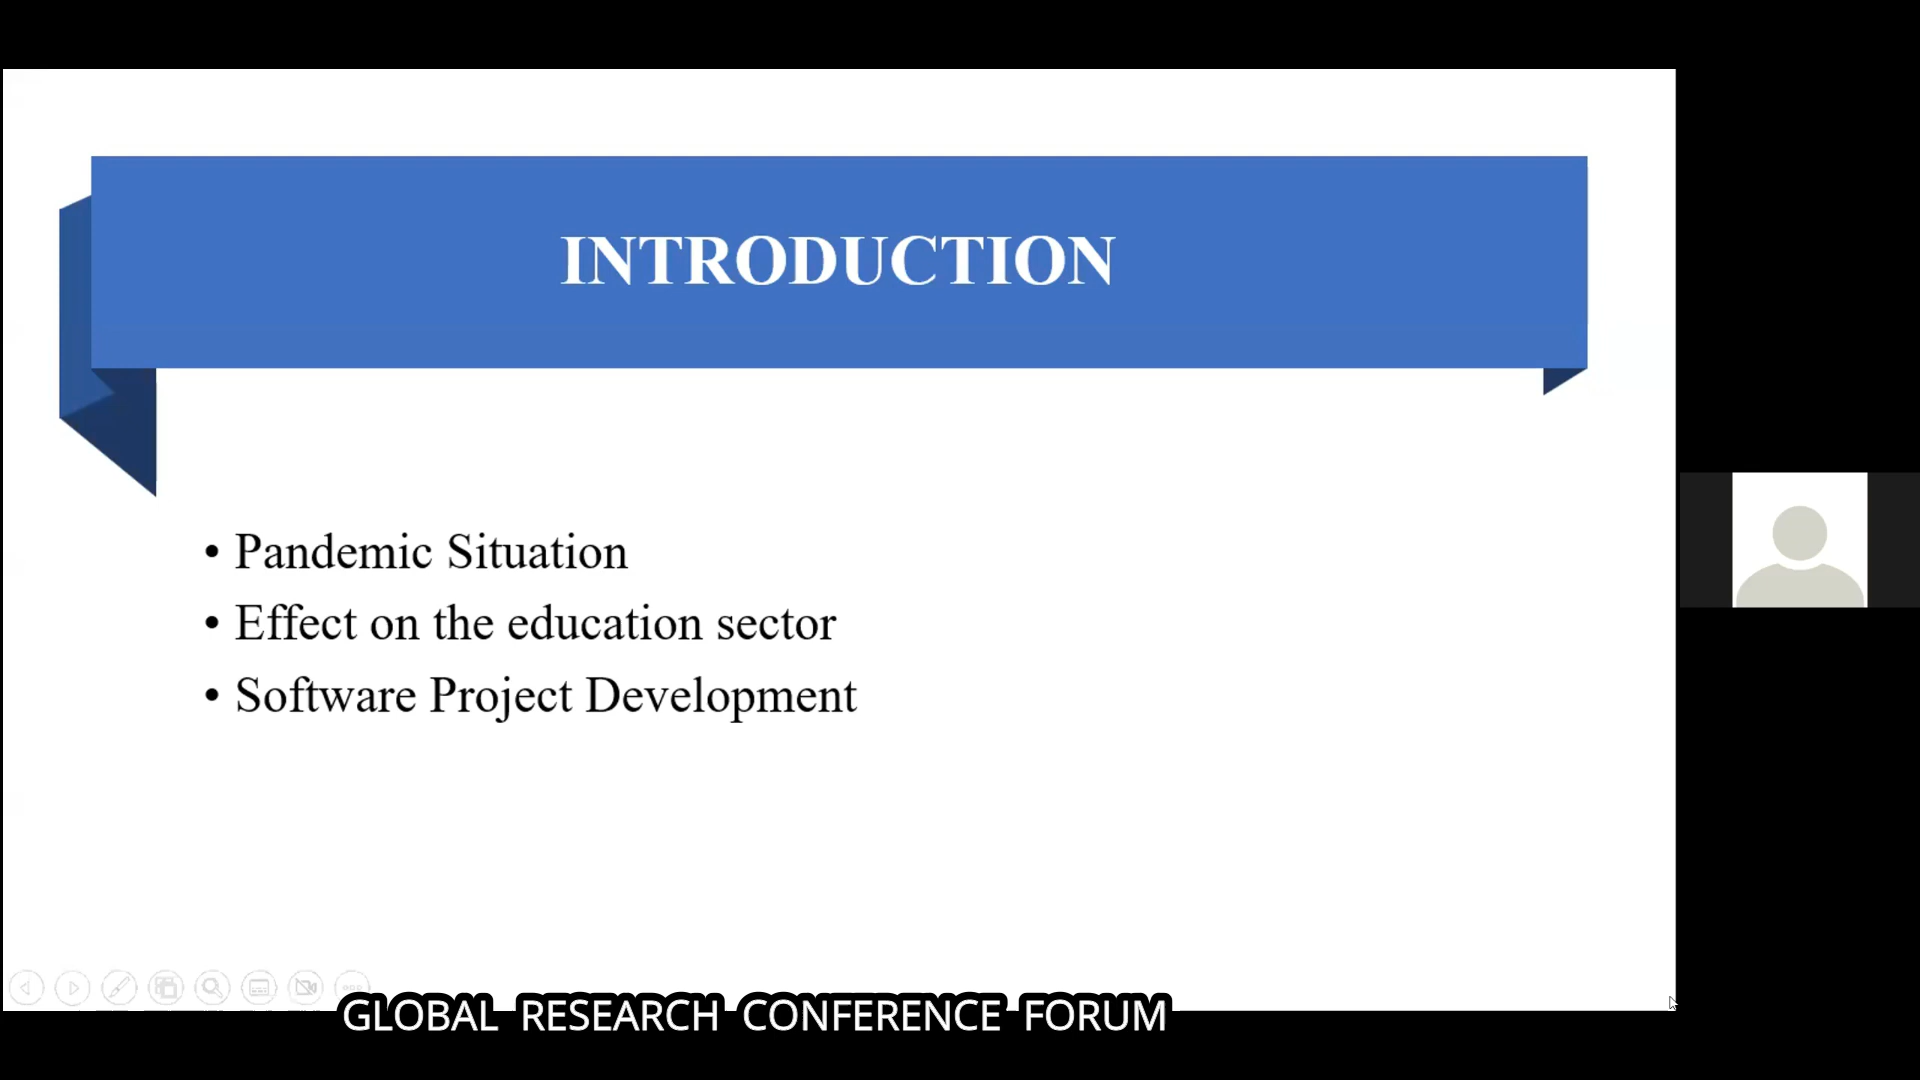 INTRODUCTION
• Pandemic Situation
• Effect on the education sector
• Software Project Development
GLOBAL RESEARCH CONFERENCE FORUM